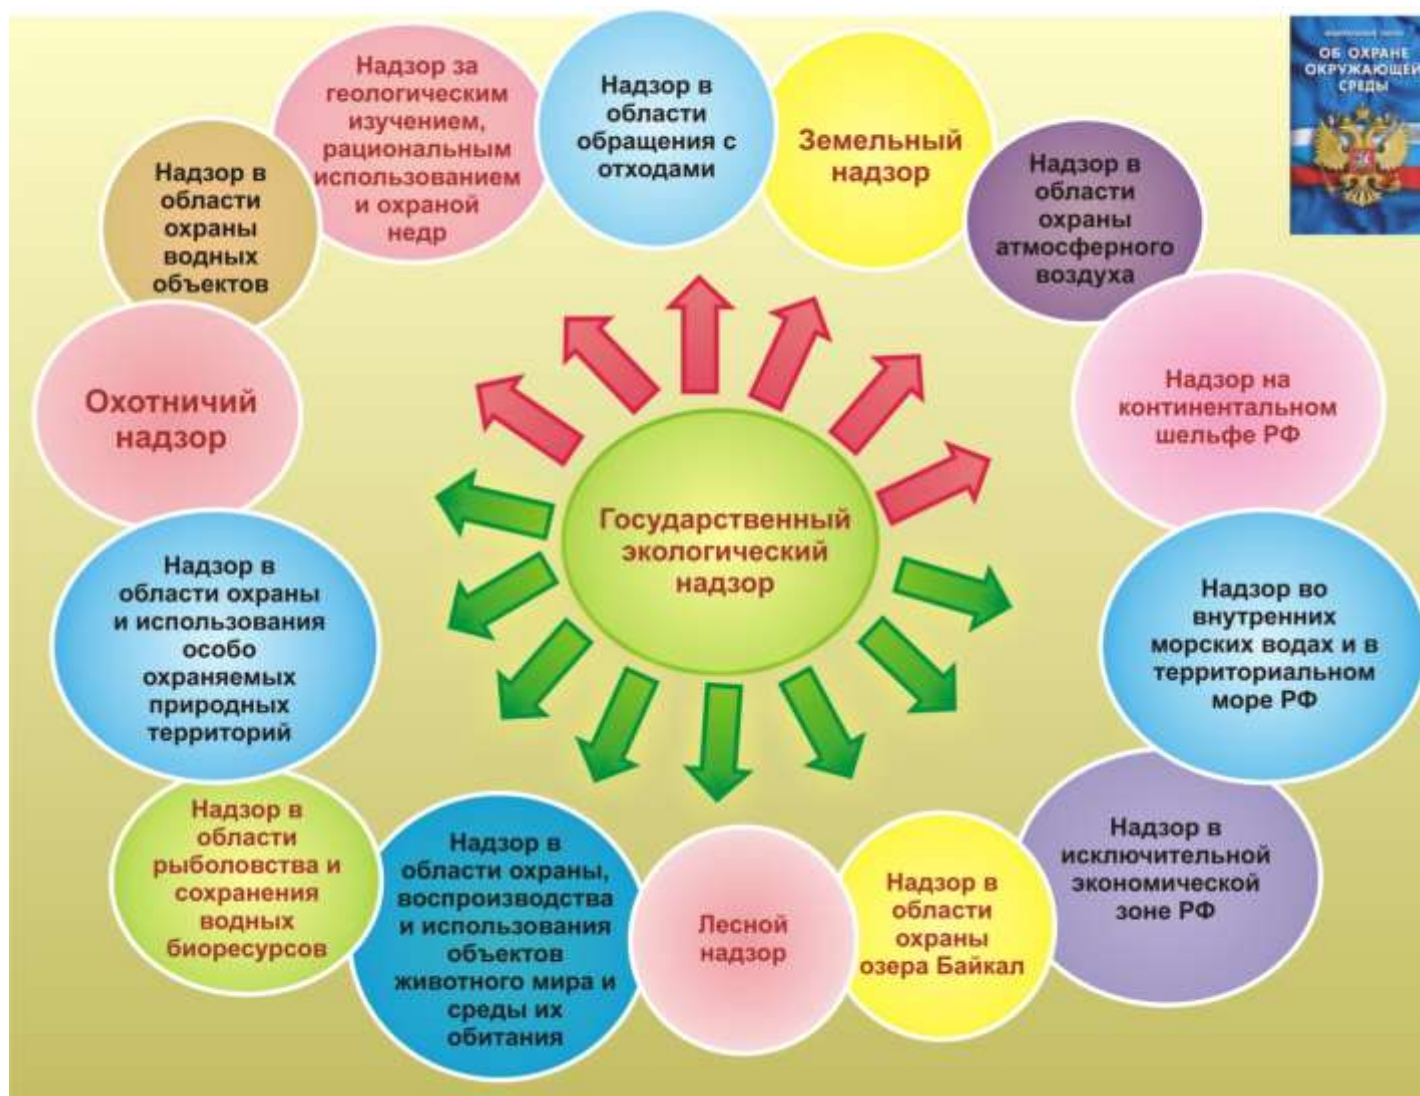 Надзор за
геологическим
изучением,
рациональным
использованием
и охраной
недр
Надзор в
области
обращения с
отходами
Земельный
надзор
ОБ ОХРАНЕ
ОКРУЖАЮЩЕЙ
СРЕДЫ
Надзор в
области
охраны
водных
объектов
Надзор в
области
охраны
атмосферного
воздуха
Охотничий
надзор
Надзор на
континентальном
шельфе РФ
Государственный
экологический
надзор
Надзор в
области охраны
и использования
особо
охраняемых
природных
территорий
Надзор во
внутренних
морских водах и в
территориальном
море РФ
Надзор в
области
рыболовства и
сохранения
водных
биоресурсов
Надзор в
области охраны,
воспроизводства
и использования
объектов
животного мира и
среды их
обитания
Лесной
надзор
Надзор в
области
охраны
озера Байкал
Надзор в
исключительной
экономической
зоне РФ